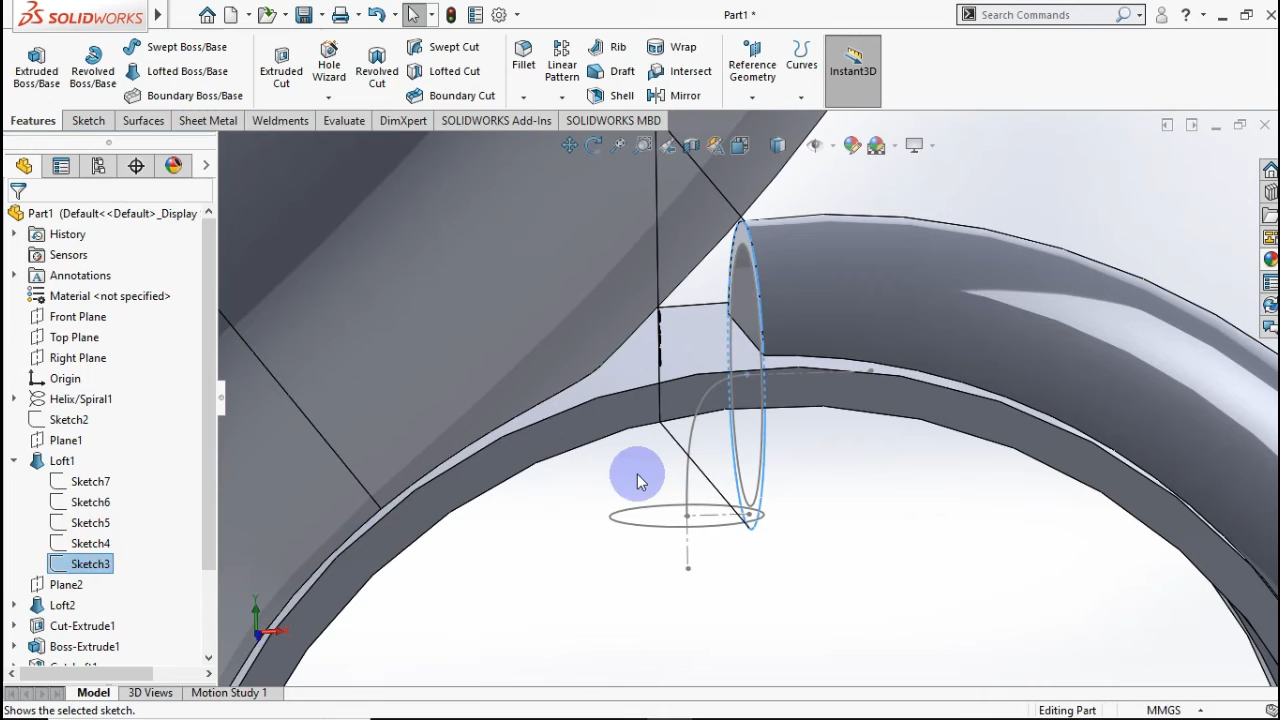 SOLIDWORKS
Part1 *
Search Commands
Extruded Boss/Base
Revolved Boss/Base
Swept Boss/Base
Lofted Boss/Base
Boundary Boss/Base
Extruded Cut
Hole Wizard
Revolved Cut
Swept Cut
Lofted Cut
Boundary Cut
Fillet
Linear Pattern
Rib
Draft
Shell
Wrap
Intersect
Mirror
Reference Geometry
Curves
Instant3D
Features
Sketch
Surfaces
Sheet Metal
Weldments
Evaluate
DimXpert
SOLIDWORKS Add-Ins
SOLIDWORKS MBD
Part1 (Default<<Default>_Display
History
Sensors
Annotations
Material <not specified>
Front Plane
Top Plane
Right Plane
Origin
Helix/Spiral1
Sketch2
Plane1
Loft1
Sketch7
Sketch6
Sketch5
Sketch4
Sketch3
Plane2
Loft2
Cut-Extrude1
Boss-Extrude1
Y
Model
3D Views
Motion Study 1
Shows the selected sketch.
Editing Part
MMGS